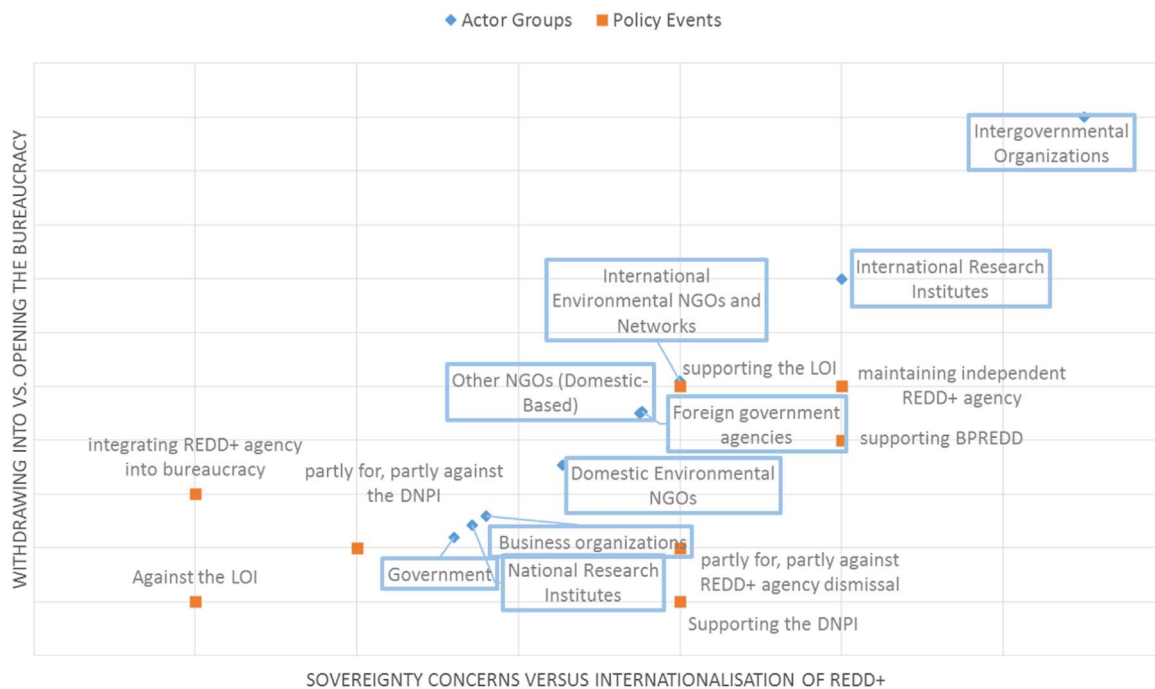 Actor Groups
Policy Events
WITHDRAWING INTO VS. OPENING THE BUREAUCRACY
Intergovernmental
Organizations
International Research
Institutes
International
Environmental NGOs and
Networks
supporting the LOI
maintaining independent
REDD+ agency
Other NGOs (Domestic-
Based)
Foreign government
agencies
supporting BPREDD
integrating REDD+ agency
into bureaucracy
partly for, partly against
the DNPI
Domestic Environmental
NGOs
Business organizations
Government
National Research
Institutes
partly for, partly against
REDD+ agency dismissal
Against the LOI
Supporting the DNPI
SOVEREIGNTY CONCERNS VERSUS INTERNATIONALISATION OF REDD+